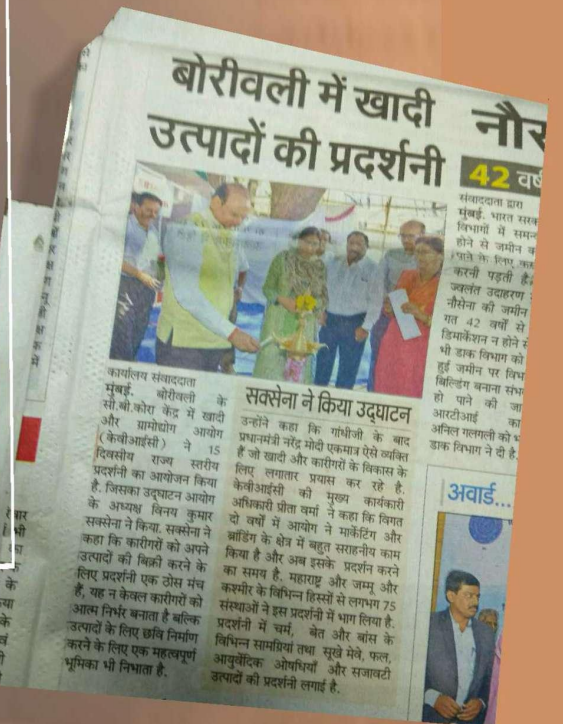 बोरीवली में खादी
उत्पादों की प्रदर्शनी
कार्यालय संवाददाता
मुंबई. बोरीवली के
सी.बी.कोरा केंद्र में खादी
और ग्रामोद्योग आयोग
(केवीआईसी) ने 15
दिवसीय राज्य स्तरीय
प्रदर्शनी का आयोजन किया
है. जिसका उद्घाटन आयोग
के अध्यक्ष विनय कुमार
सक्सेना ने किया. सक्सेना ने
कहा कि कारीगरों को अपने
उत्पादों की बिक्री करने के
लिए प्रदर्शनी एक ठोस मंच
है, यह न केवल कारीगरों को
आत्म निर्भर बनाता है बल्कि
उत्पादों के लिए छवि निर्माण
करने के लिए एक महत्वपूर्ण
भूमिका भी निभाता है.
सक्सेना ने किया उद्घाटन
उन्होंने कहा कि गांधीजी के बाद
प्रधानमंत्री नरेंद्र मोदी एकमात्र ऐसे व्यक्ति
हैं जो खादी और कारीगरों के विकास के
लिए लगातार प्रयास कर रहे है.
केवीआईसी की मुख्य कार्यकारी
अधिकारी प्रीता वर्मा ने कहा कि विगत
दो वर्षों में आयोग ने मार्केटिंग और
ब्रांडिंग के क्षेत्र में बहुत सराहनीय काम
किया है और अब इसके प्रदर्शन करने
का समय है. महाराष्ट्र और जम्मू और
कश्मीर के विभिन्न हिस्सों से लगभग 75
संस्थाओं ने इस प्रदर्शनी में भाग लिया है.
प्रदर्शनी में चर्म, बेत और बांस के
विभिन्न सामग्रियां तथा सूखे मेवे, फल,
आयुर्वेदिक ओषधियाँ और सजावटी
उत्पादों की प्रदर्शनी लगाई है.
नौर
42 वर्ष
संवाददाता द्वारा
मुंबई. भारत सरक
विभागों में समन
होने से जमीन
पाने के लिए
करनी पड़ती है.
ज्वलंत उदाहरण
नौसेना की जमीन
गत 42 वर्षो से
डिमार्केशन न होने से
भी डाक विभाग को
हुई जमीन पर विभ
बिल्डिंग बनाना संभ
हो पाने की जा
आरटीआई का
अनिल गलगली को
डाक विभाग ने दी है.
अवार्ड...